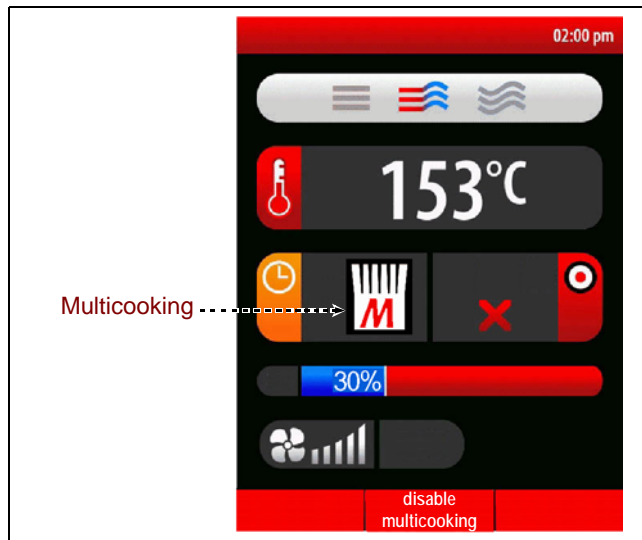 02:00 pm
153°C
Multicooking
M
30%
disable
multicooking